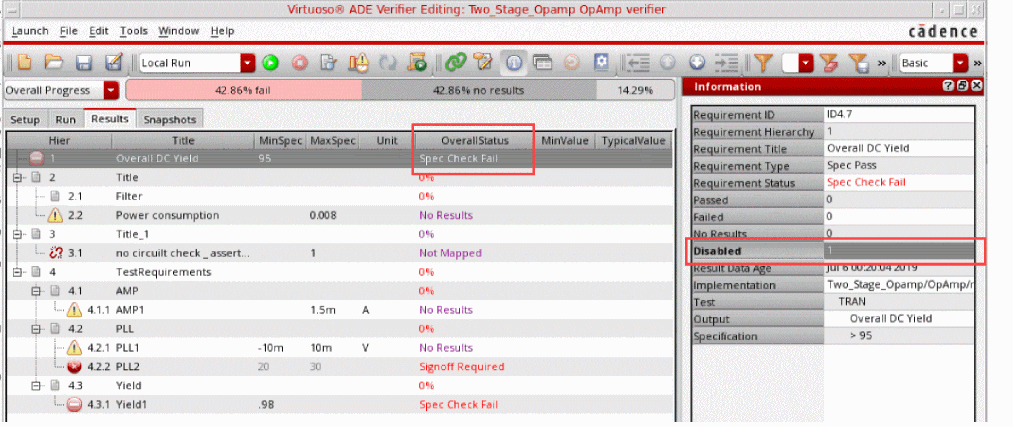 Virtuoso® ADE Verifier Editing: Two_Stage_Opamp OpAmp verifier
Launch File Edit Tools Window Help
cādence
Local Run
Basic
Overall Progress 42.86% fail 42.86% no results 14.29%
Setup Run Results Snapshots
Hier Title MinSpec MaxSpec Unit OverallStatus MinValue TypicalValue
1 Overall DC Yield 95 Spec Check Fail
2 Title 0%
2.1 Filter 0%
2.2 Power consumption 0.008 No Results
3 Title_1 0%
3.1 no circuilt check _ assert... 1 Not Mapped
4 TestRequirements 0%
4.1 AMP 0%
4.1.1 AMP1 1.5m A No Results
4.2 PLL 0%
4.2.1 PLL1 -10m 10m V No Results
4.2.2 PLL2 20 30 Signoff Required
4.3 Yield 0%
4.3.1 Yield1 .98 Spec Check Fail
Information
Requirement ID ID4.7
Requirement Hierarchy 1
Requirement Title Overall DC Yield
Requirement Type Spec Pass
Requirement Status Spec Check Fail
Passed 0
Failed 0
No Results 0
Disabled 1
Result Data Age Jul 6 00:20:04 2019
Implementation Two_Stage_Opamp/OpAmp/
Test TRAN
Output Overall DC Yield
Specification > 95